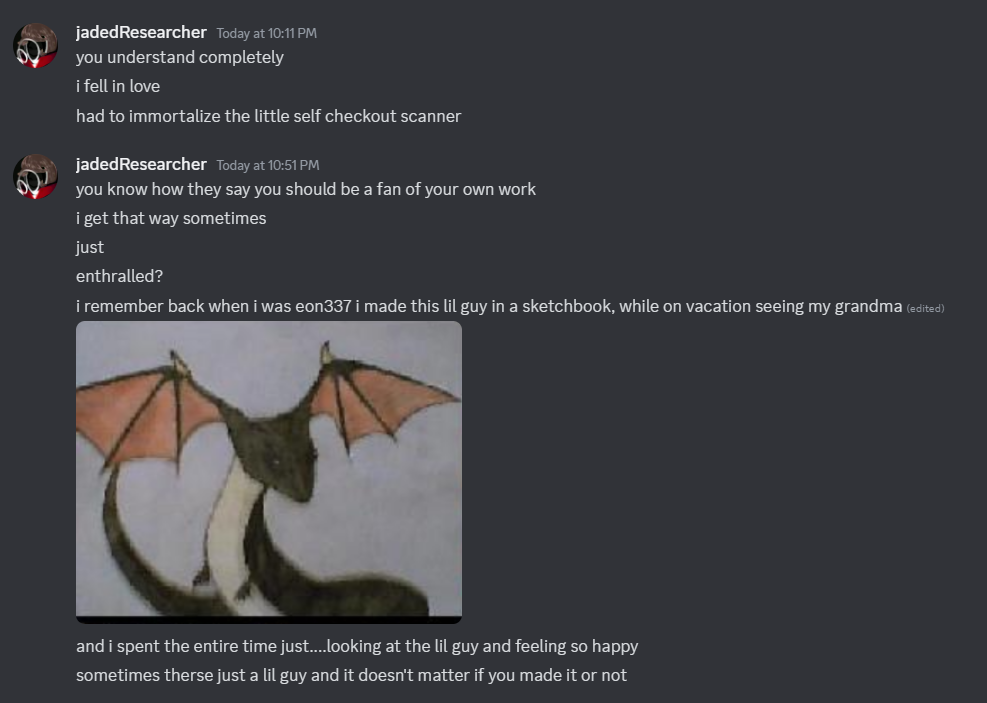 jadedResearcher Today at 10:11 PM
you understand completely
i fell in love
had to immortalize the little self checkout scanner
jadedResearcher Today at 10:51 PM
you know how they say you should be a fan of your own work
i get that way sometimes
just
enthralled?
i remember back when i was eon337 i made this lil guy in a sketchbook, while on vacation seeing my grandma (edited)
and i spent the entire time just....looking at the lil guy and feeling so happy
sometimes therse just a lil guy and it doesn't matter if you made it or not